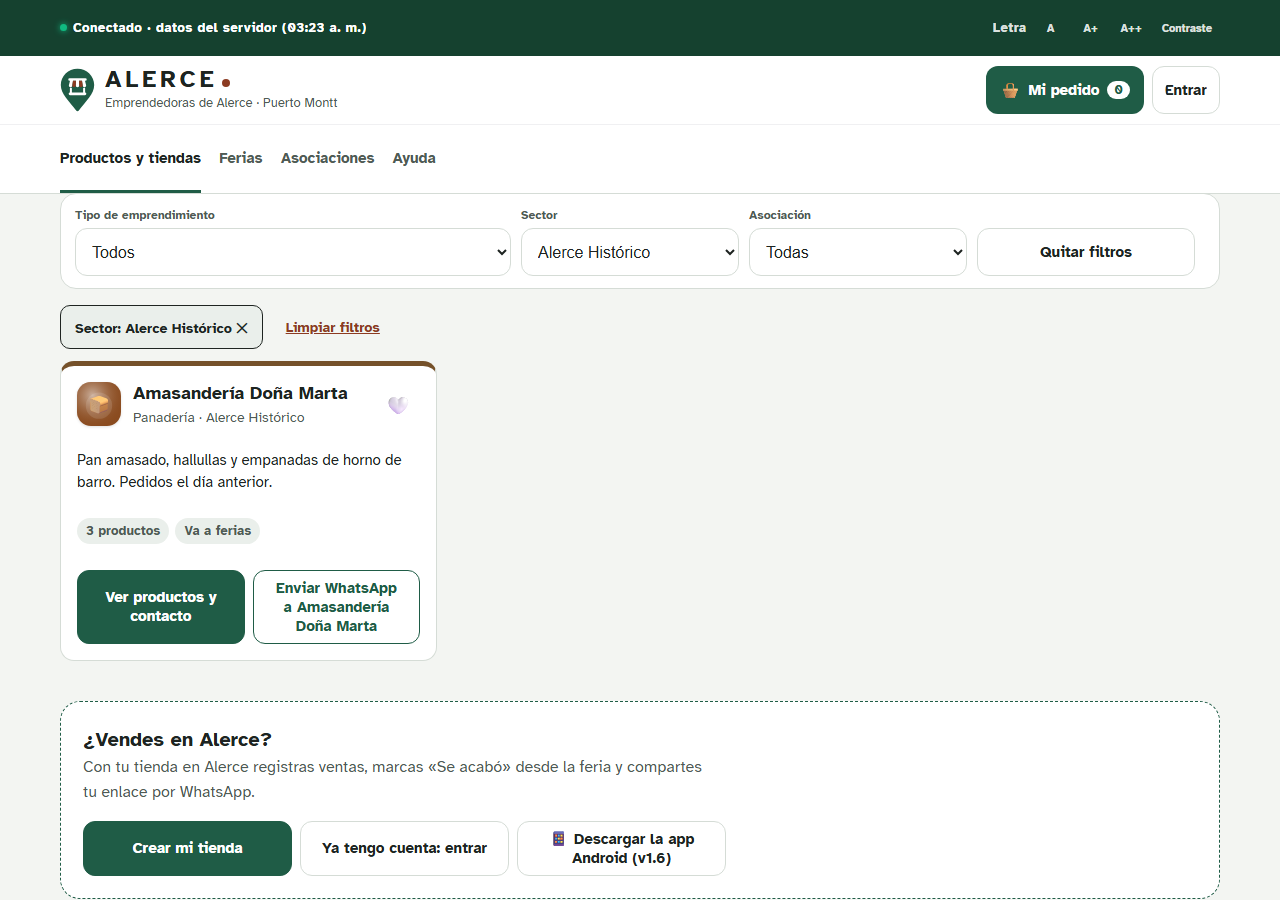 Conectado · datos del servidor (03:23 a. m.)
Letra A A+ A++ Contraste
ALERCE
Emprendedoras de Alerce · Puerto Montt
Mi pedido 0 Entrar
Productos y tiendas Ferias Asociaciones Ayuda
Tipo de emprendimiento Sector Asociación
Todos Alerce Histórico Todas Quitar filtros
Sector: Alerce Histórico ✕ Limpiar filtros
Amasandería Doña Marta
Panadería · Alerce Histórico
Pan amasado, hallullas y empanadas de horno de
barro. Pedidos el día anterior.
3 productos Va a ferias
Ver productos y
contacto
Enviar WhatsApp
a Amasandería
Doña Marta
¿Vendes en Alerce?
Con tu tienda en Alerce registras ventas, marcas «Se acabó» desde la feria y compartes
tu enlace por WhatsApp.
Crear mi tienda
Ya tengo cuenta: entrar
Descargar la app
Android (v1.6)